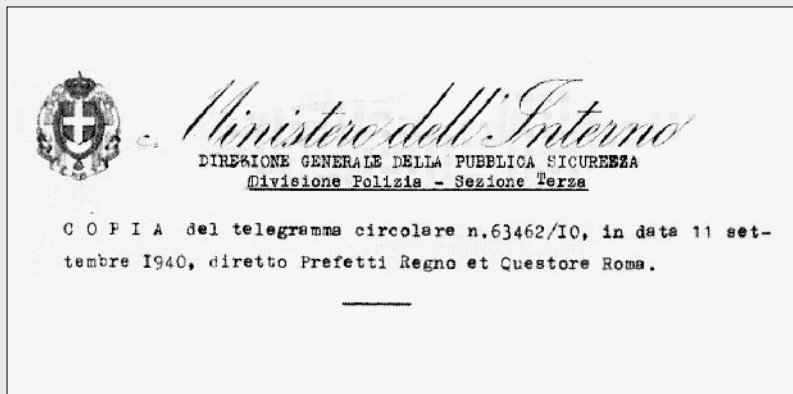 Ministero dell'Interno
DIREZIONE GENERALE DELLA PUBBLICA SICUREZZA
Divisione Polizia - Sezione Terza
C O P I A del telegramma circolare n.63462/I0, in data 11 set-
tembre I940, diretto Prefetti Regno et Questore Roma.